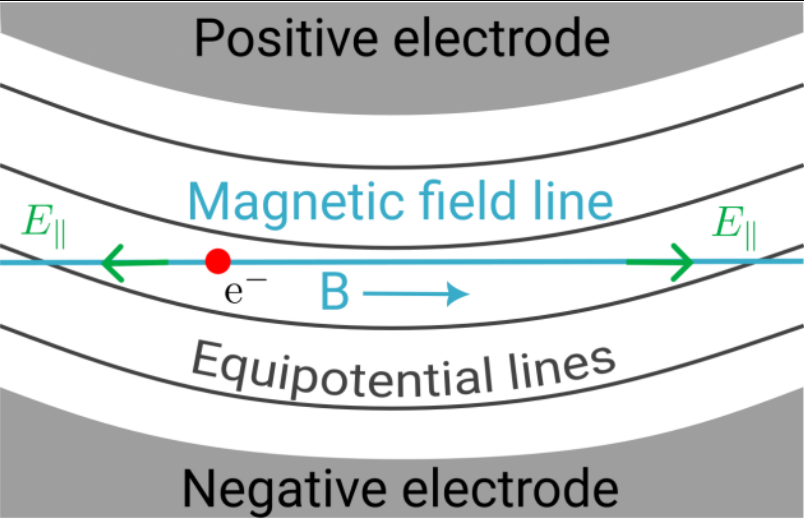 Positive electrode
Magnetic field line
E∥
E∥
e⁻
B
Equipotential lines
Negative electrode